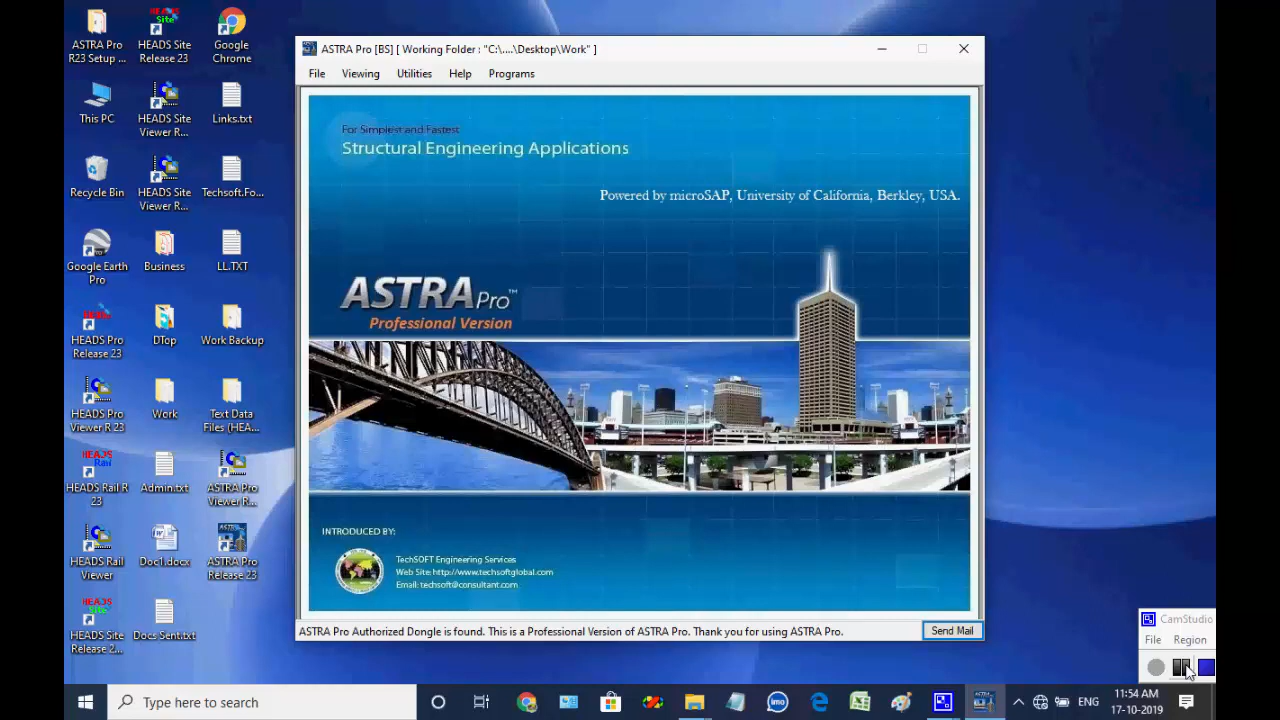 ASTRA Pro
R23 Setup ...
HEADS Site
Release 23
Google
Chrome
This PC
HEADS Site
Viewer R...
Links.txt
Recycle Bin
HEADS Site
Viewer R...
Techsoft.Fo...
Google Earth
Pro
Business
LL.TXT
HEADS Pro
Release 23
DTop
Work Backup
HEADS Pro
Viewer R 23
Work
Text Data
Files (HEA...
HEADS Rail R
23
Admin.txt
ASTRA Pro
Viewer R...
HEADS Rail
Viewer
Doc1.docx
ASTRA Pro
Release 23
HEADS Site
Release 2...
Docs Sent.txt
ASTRA Pro [BS] [ Working Folder : "C:\....\Desktop\Work" ]
File Viewing Utilities Help Programs
For Simplest and Fastest
Structural Engineering Applications
Powered by microSAP, University of California, Berkley, USA.
ASTRA Pro™
Professional Version
INTRODUCED BY:
TechSOFT Engineering Services
Web Site: http://www.techsoftglobal.com
Email: techsoft@consultant.com
ASTRA Pro Authorized Dongle is found. This is a Professional Version of ASTRA Pro. Thank you for using ASTRA Pro.
Send Mail
CamStudio
File Region
Type here to search
imo
ENG
11:54 AM
17-10-2019